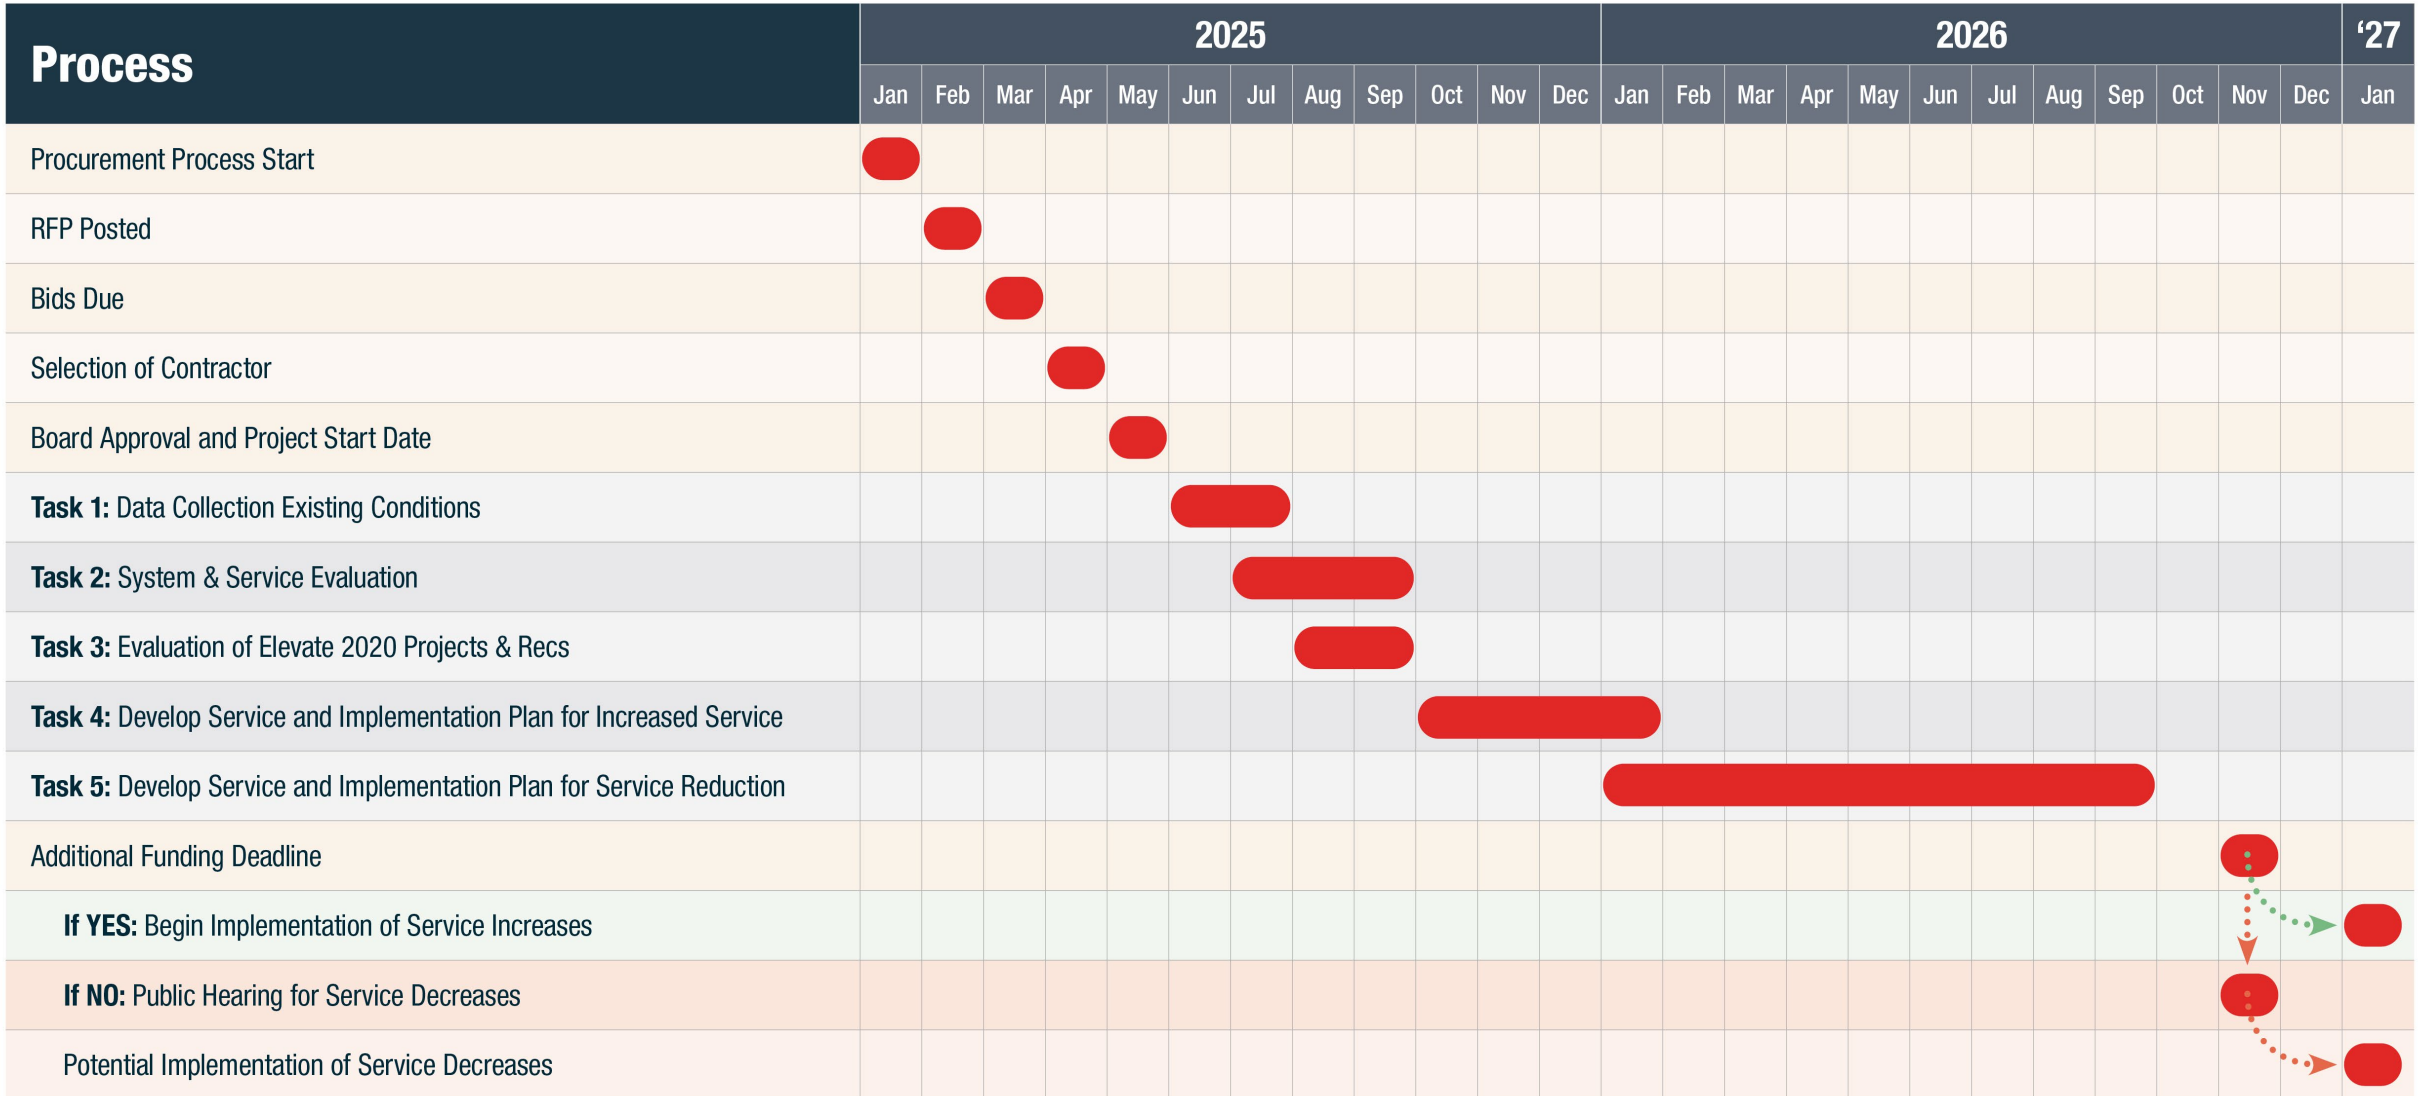 Process
2025
2026
‘27
Jan Feb Mar Apr May Jun Jul Aug Sep Oct Nov Dec Jan Feb Mar Apr May Jun Jul Aug Sep Oct Nov Dec Jan
Procurement Process Start
RFP Posted
Bids Due
Selection of Contractor
Board Approval and Project Start Date
Task 1: Data Collection Existing Conditions
Task 2: System & Service Evaluation
Task 3: Evaluation of Elevate 2020 Projects & Recs
Task 4: Develop Service and Implementation Plan for Increased Service
Task 5: Develop Service and Implementation Plan for Service Reduction
Additional Funding Deadline
If YES: Begin Implementation of Service Increases
If NO: Public Hearing for Service Decreases
Potential Implementation of Service Decreases